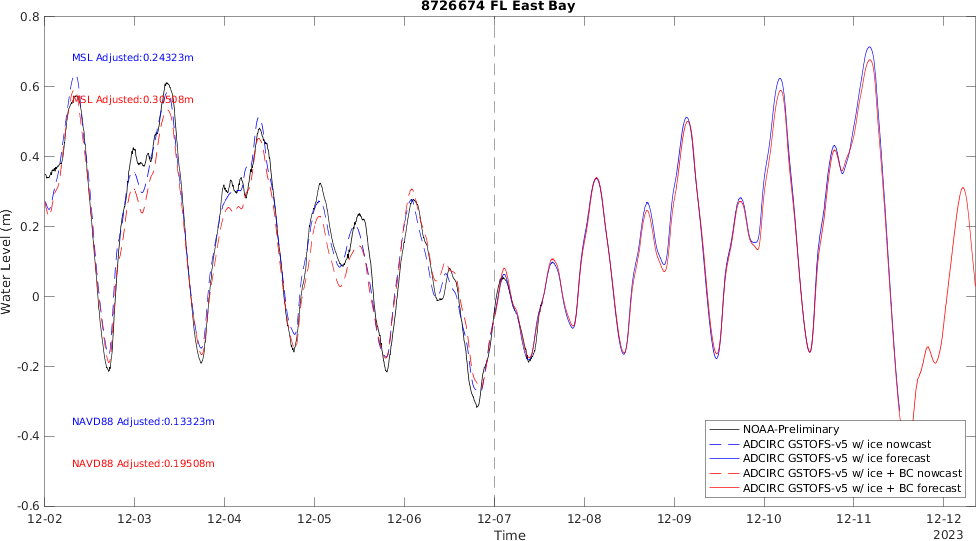 8726674 FL East Bay
0.8
0.6
0.4
0.2
0
-0.2
-0.4
-0.6
Water Level (m)
MSL Adjusted:0.24323m
MSL Adjusted:0.30508m
NAVD88 Adjusted:0.13323m
NAVD88 Adjusted:0.19508m
NOAA-Preliminary
ADCIRC GSTOFS-v5 w/ ice nowcast
ADCIRC GSTOFS-v5 w/ ice forecast
ADCIRC GSTOFS-v5 w/ ice + BC nowcast
ADCIRC GSTOFS-v5 w/ ice + BC forecast
12-02 12-03 12-04 12-05 12-06 12-07 12-08 12-09 12-10 12-11 12-12
Time
2023